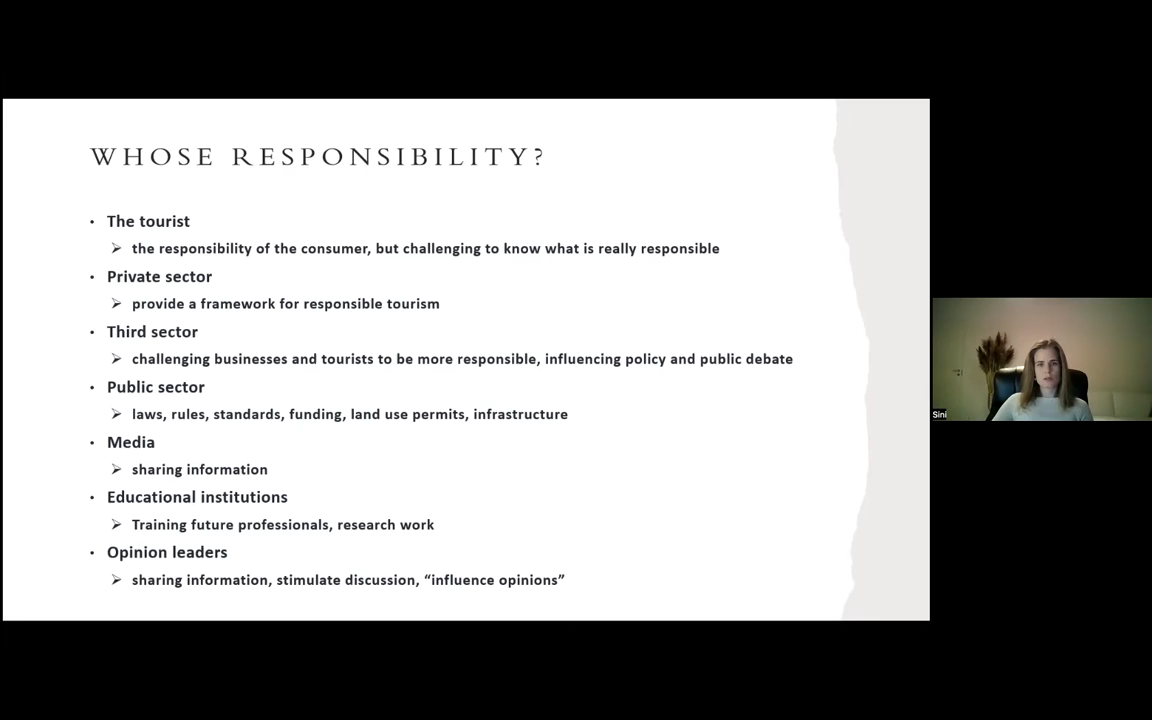 WHOSE RESPONSIBILITY?
• The tourist
➢ the responsibility of the consumer, but challenging to know what is really responsible
• Private sector
➢ provide a framework for responsible tourism
• Third sector
➢ challenging businesses and tourists to be more responsible, influencing policy and public debate
• Public sector
➢ laws, rules, standards, funding, land use permits, infrastructure
• Media
➢ sharing information
• Educational institutions
➢ Training future professionals, research work
• Opinion leaders
➢ sharing information, stimulate discussion, “influence opinions”
Sini